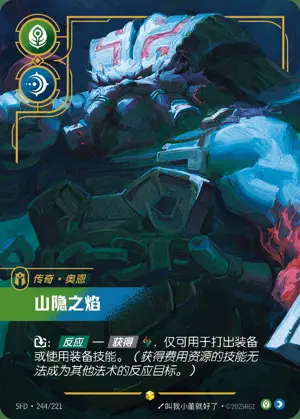 传奇·奥恩
山隐之焰
: 反应 — 获得 , 仅可用于打出装备
或使用装备技能。（获得费用资源的技能无
法成为其他法术的反应目标。）
SFD · 244/221
叫我小董就好了 · ©2025RGI